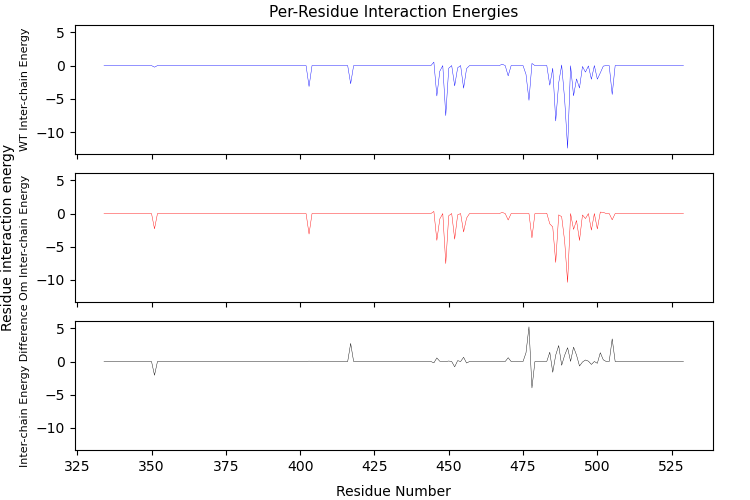 Per-Residue Interaction Energies
WT Inter-chain Energy
5
0
−5
−10
Residue interaction energy
Om Inter-chain Energy
5
0
−5
−10
Inter-chain Energy Difference
5
0
−5
−10
325 350 375 400 425 450 475 500 525
Residue Number